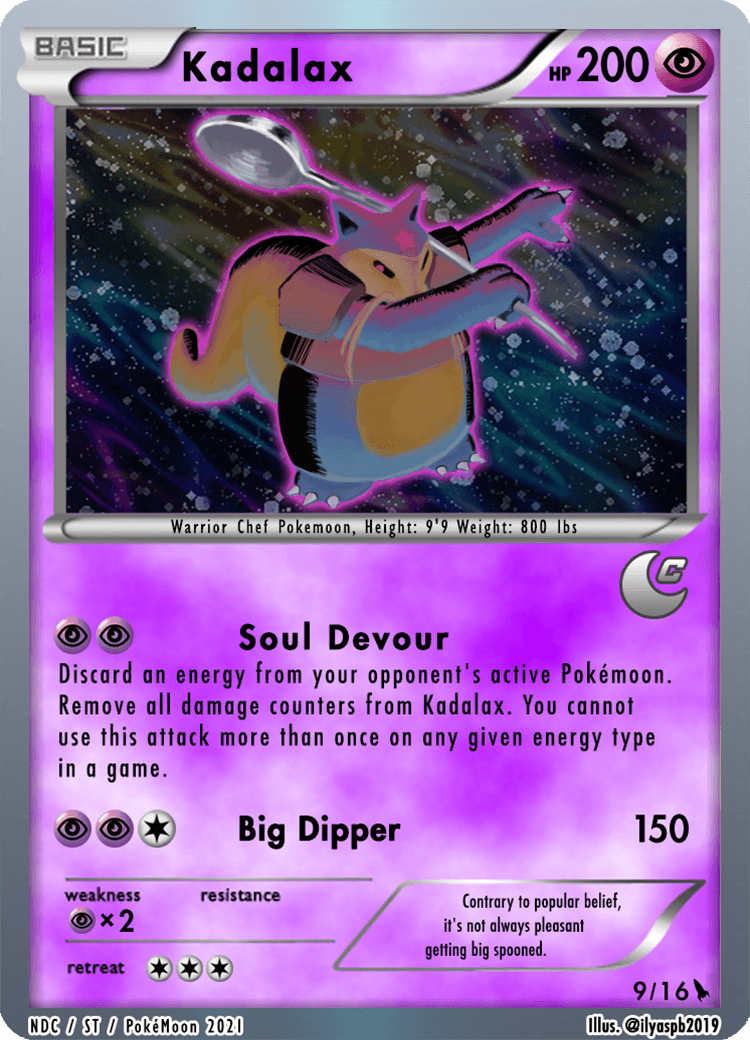 BASIC Kadalax HP 200
Warrior Chef Pokemoon, Height: 9'9 Weight: 800 lbs
C
Soul Devour
Discard an energy from your opponent's active Pokémoon.
Remove all damage counters from Kadalax. You cannot
use this attack more than once on any given energy type
in a game.
Big Dipper 150
weakness resistance
×2
retreat
Contrary to popular belief,
it's not always pleasant
getting big spooned.
9/16
NDC / ST / PokéMoon 2021 Illus. @ilyaspb2019